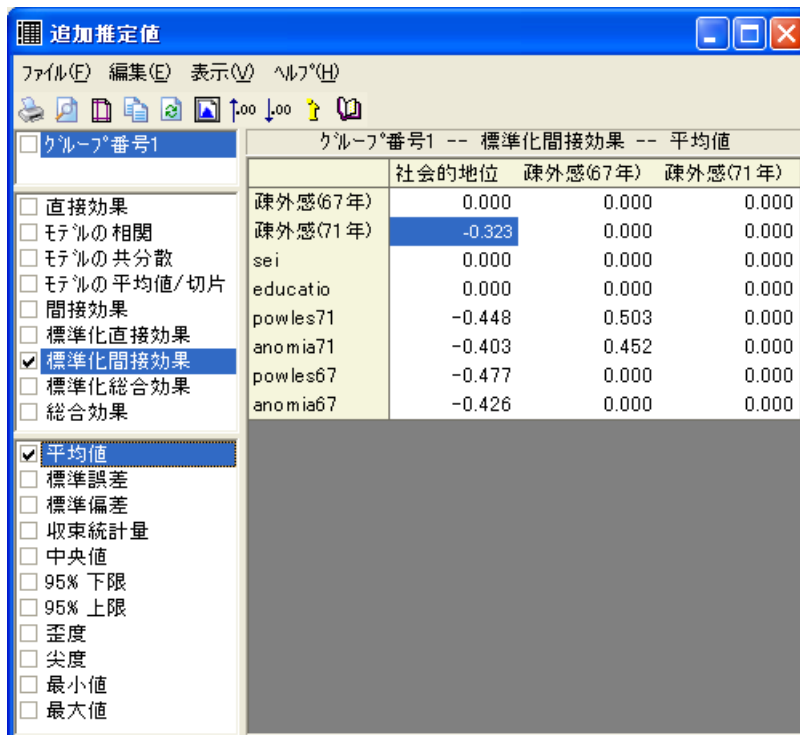 追加推定値
ファイル(F) 編集(E) 表示(V) ヘルプ(H)
グループ番号1
直接効果
モデルの相関
モデルの共分散
モデルの平均値/切片
間接効果
標準化直接効果
標準化間接効果
標準化総合効果
総合効果
平均値
標準誤差
標準偏差
収束統計量
中央値
95% 下限
95% 上限
歪度
尖度
最小値
最大値
グループ番号1 -- 標準化間接効果 -- 平均値
社会的地位 疎外感(67年) 疎外感(71年)
疎外感(67年) 0.000 0.000 0.000
疎外感(71年) -0.323 0.000 0.000
sei 0.000 0.000 0.000
educatio 0.000 0.000 0.000
powles71 -0.448 0.503 0.000
anomia71 -0.403 0.452 0.000
powles67 -0.477 0.000 0.000
anomia67 -0.426 0.000 0.000